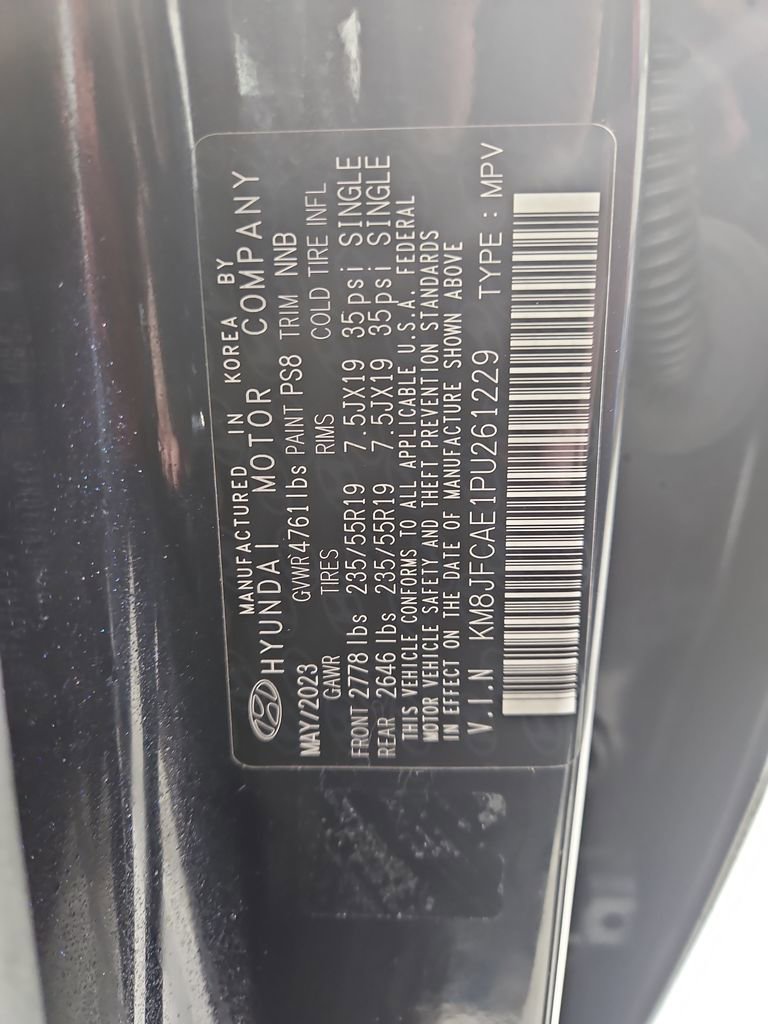 MANUFACTURED IN KOREA BY
HYUNDAI MOTOR COMPANY
MAY/2023 GVWR4761lbs PAINT PS8 TRIM NNB
GAWR TIRES RIMS COLD TIRE INFL
FRONT 2778 lbs 235/55R19 7.5JX19 35psi SINGLE
REAR 2646 lbs 235/55R19 7.5JX19 35psi SINGLE
THIS VEHICLE CONFORMS TO ALL APPLICABLE U.S.A. FEDERAL
MOTOR VEHICLE SAFETY AND THEFT PREVENTION STANDARDS
IN EFFECT ON THE DATE OF MANUFACTURE SHOWN ABOVE
V.I.N KM8JFCAE1PU261229 TYPE : MPV